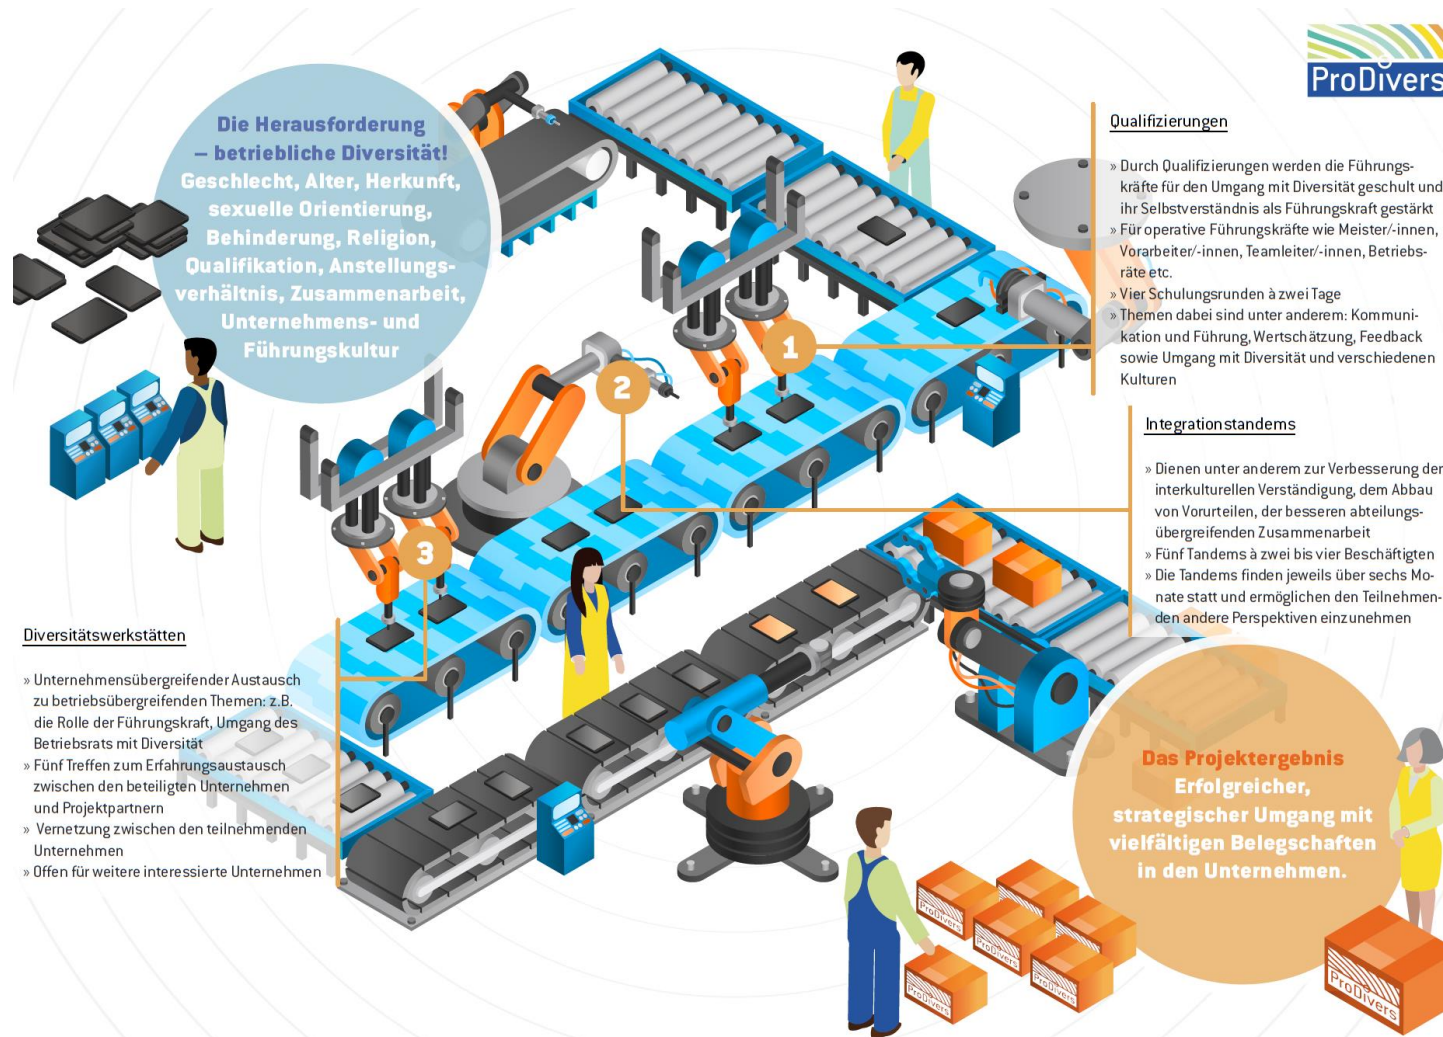 ProDivers
Die Herausforderung
– betriebliche Diversität!
Geschlecht, Alter, Herkunft,
sexuelle Orientierung,
Behinderung, Religion,
Qualifikation, Anstellungs-
verhältnis, Zusammenarbeit,
Unternehmens- und
Führungskultur
1
Qualifizierungen
» Durch Qualifizierungen werden die Führungs-
kräfte für den Umgang mit Diversität geschult und
ihr Selbstverständnis als Führungskraft gestärkt
» Für operative Führungskräfte wie Meister/-innen,
Vorarbeiter/-innen, Teamleiter/-innen, Betriebs-
räte etc.
» Vier Schulungsrunden à zwei Tage
» Themen dabei sind unter anderem: Kommuni-
kation und Führung, Wertschätzung, Feedback
sowie Umgang mit Diversität und verschiedenen
Kulturen
2
Integrationstandems
» Dienen unter anderem zur Verbesserung der
interkulturellen Verständigung, dem Abbau
von Vorurteilen, der besseren abteilungs-
übergreifenden Zusammenarbeit
» Fünf Tandems à zwei bis vier Beschäftigten
» Die Tandems finden jeweils über sechs Mo-
nate statt und ermöglichen den Teilnehmen-
den andere Perspektiven einzunehmen
3
Diversitätswerkstätten
» Unternehmensübergreifender Austausch
zu betriebsübergreifenden Themen: z.B.
die Rolle der Führungskraft, Umgang des
Betriebsrats mit Diversität
» Fünf Treffen zum Erfahrungsaustausch
zwischen den beteiligten Unternehmen
und Projektpartnern
» Vernetzung zwischen den teilnehmenden
Unternehmen
» Offen für weitere interessierte Unternehmen
Das Projektergebnis
Erfolgreicher,
strategischer Umgang mit
vielfältigen Belegschaften
in den Unternehmen.
ProDivers
ProDivers
ProDivers
ProDivers
ProDivers
ProDivers
ProDivers